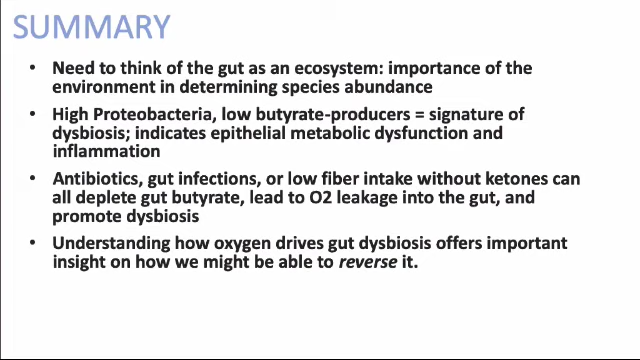 SUMMARY
• Need to think of the gut as an ecosystem: importance of the
environment in determining species abundance
• High Proteobacteria, low butyrate-producers = signature of
dysbiosis; indicates epithelial metabolic dysfunction and
inflammation
• Antibiotics, gut infections, or low fiber intake without ketones can
all deplete gut butyrate, lead to O2 leakage into the gut, and
promote dysbiosis
• Understanding how oxygen drives gut dysbiosis offers important
insight on how we might be able to reverse it.